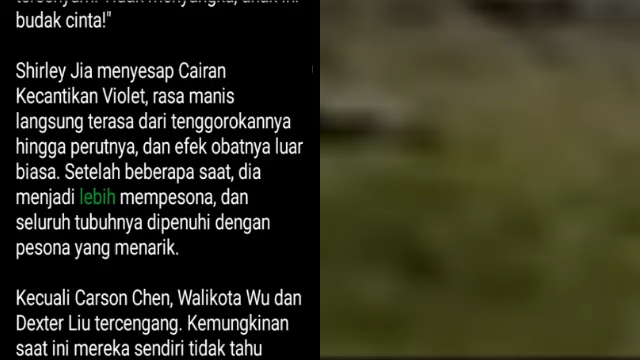 budak cinta!"
Shirley Jia menyesap Cairan
Kecantikan Violet, rasa manis
langsung terasa dari tenggorokannya
hingga perutnya, dan efek obatnya luar
biasa. Setelah beberapa saat, dia
menjadi lebih mempesona, dan
seluruh tubuhnya dipenuhi dengan
pesona yang menarik.
Kecuali Carson Chen, Walikota Wu dan
Dexter Liu tercengang. Kemungkinan
saat ini mereka sendiri tidak tahu